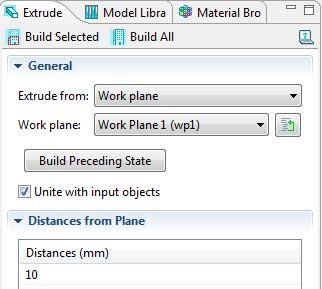 Extrude
Model Libra
Material Bro
Build Selected
Build All
General
Extrude from:
Work plane
Work plane:
Work Plane 1 (wp1)
Build Preceding State
Unite with input objects
Distances from Plane
Distances (mm)
10